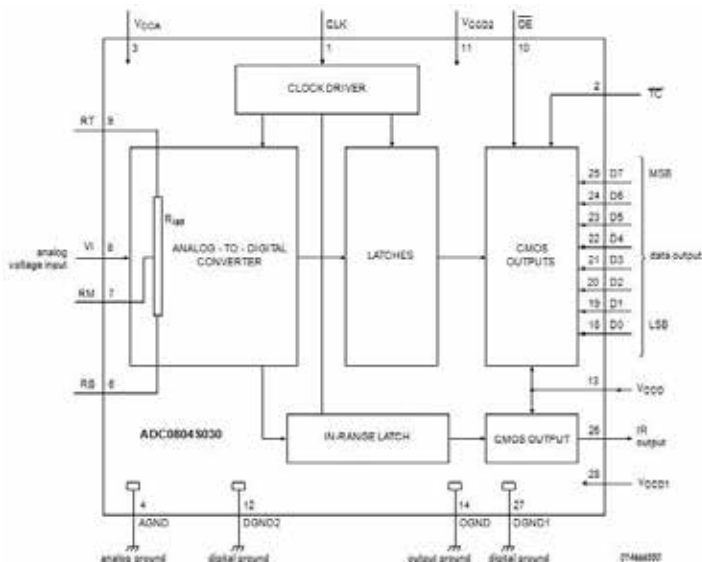 VCCA CLK VCCD2 OE
3 1 11 10
CLOCK DRIVER
2 TC
RT 9
25 D7 MSB
24 D6
Rlad
23 D5
VI 8 ANALOG - TO - DIGITAL CONVERTER LATCHES CMOS OUTPUTS 22 D4
analog voltage input
data output
21 D3
RM 7 20 D2
19 D1
18 D0 LSB
RB 6
13 VCCO
ADC0804S030 IN-RANGE LATCH CMOS OUTPUT 26 IR output
28 VCCD1
4 12 14 27
AGND DGND2 OGND DGND1
analog ground digital ground output ground digital ground